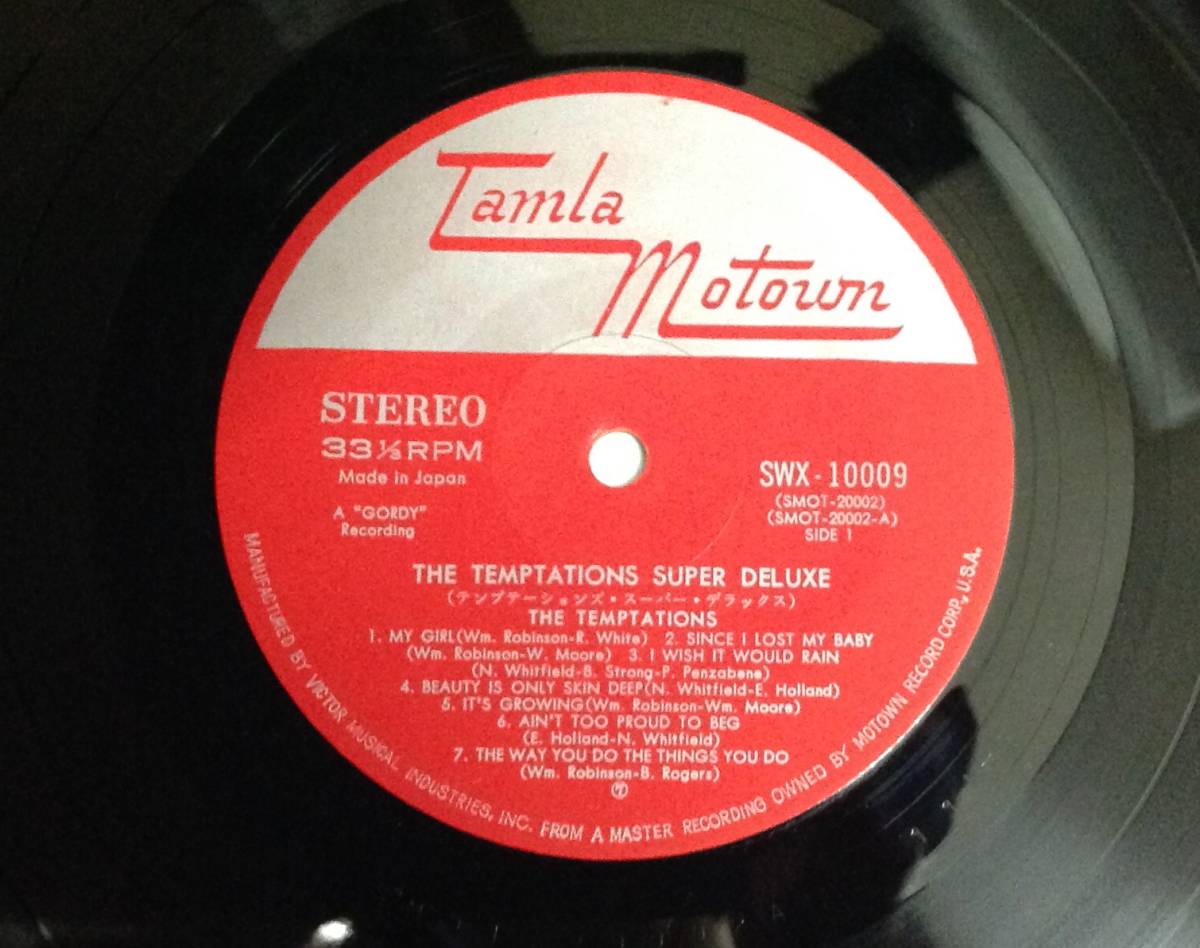 Tamla
Motown
STEREO
33⅓RPM
Made in Japan
A "GORDY"
Recording
SWX-10009
(SMOT-20002)
(SMOT-20002-A)
SIDE 1
THE TEMPTATIONS SUPER DELUXE
(テンプテーションズ・スーパー・デラックス)
THE TEMPTATIONS
1. MY GIRL(Wm. Robinson-R. White) 2. SINCE I LOST MY BABY
(Wm. Robinson-W. Moore) 3. I WISH IT WOULD RAIN
(N. Whitfield-B. Strong-P. Penzabene)
4. BEAUTY IS ONLY SKIN DEEP(N. Whitfield-E. Holland)
5. IT'S GROWING(Wm. Robinson-Wm. Moore)
6. AIN'T TOO PROUD TO BEG
(E. Holland-N. Whitfield)
7. THE WAY YOU DO THE THINGS YOU DO
(Wm. Robinson-B. Rogers)
MANUFACTURED BY VICTOR MUSICAL INDUSTRIES, INC. FROM A MASTER RECORDING OWNED BY MOTOWN RECORD CORP., U.S.A.